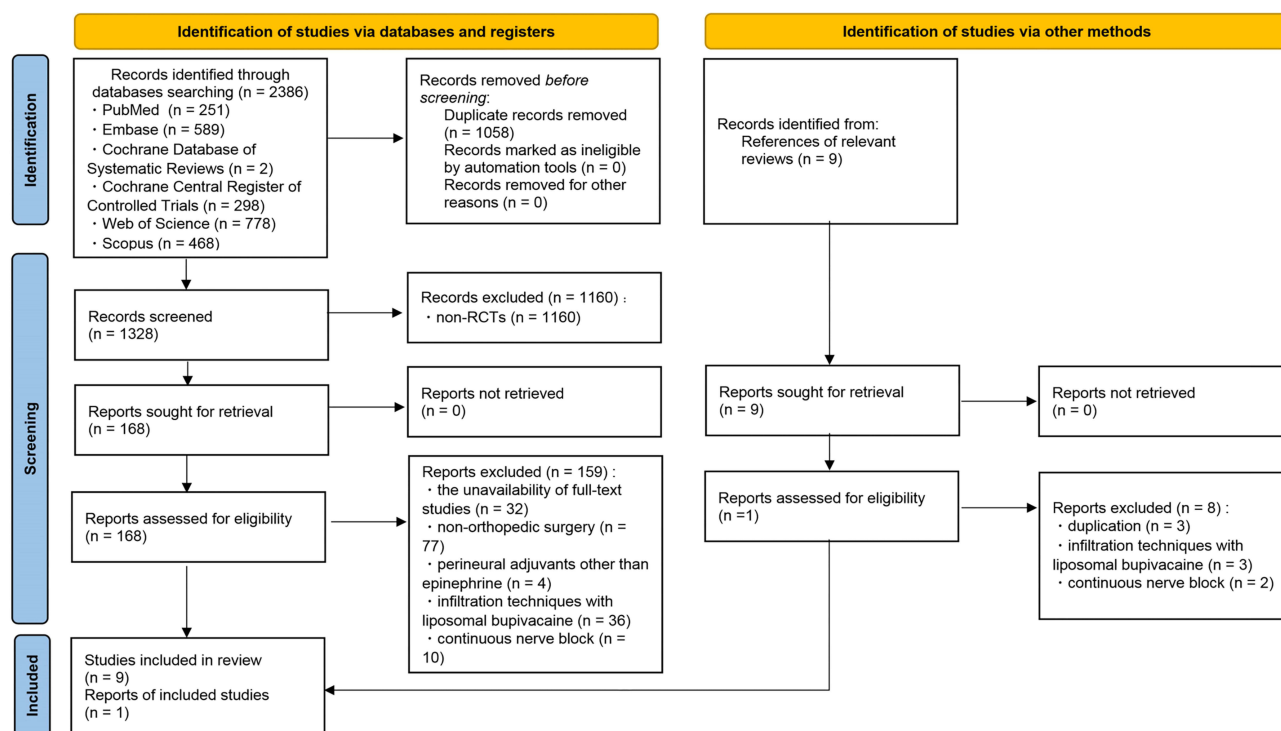 Identification of studies via databases and registers
Identification of studies via other methods
Identification
Records identified through
databases searching (n = 2386)
· PubMed (n = 251)
· Embase (n = 589)
· Cochrane Database of
Systematic Reviews (n = 2)
· Cochrane Central Register of
Controlled Trials (n = 298)
· Web of Science (n = 778)
· Scopus (n = 468)
Records removed before
screening:
Duplicate records removed
(n = 1058)
Records marked as ineligible
by automation tools (n = 0)
Records removed for other
reasons (n = 0)
Records identified from:
References of relevant
reviews (n = 9)
Screening
Records screened
(n = 1328)
Records excluded (n = 1160) :
· non-RCTs (n = 1160)
Reports sought for retrieval
(n = 168)
Reports not retrieved
(n = 0)
Reports sought for retrieval
(n = 9)
Reports not retrieved
(n = 0)
Reports assessed for eligibility
(n = 168)
Reports excluded (n = 159) :
· the unavailability of full-text
studies (n = 32)
· non-orthopedic surgery (n =
77)
· perineural adjuvants other than
epinephrine (n = 4)
· infiltration techniques with
liposomal bupivacaine (n = 36)
· continuous nerve block (n =
10)
Reports assessed for eligibility
(n =1)
Reports excluded (n = 8) :
· duplication (n = 3)
· infiltration techniques with
liposomal bupivacaine (n = 3)
· continuous nerve block (n = 2)
Included
Studies included in review
(n = 9)
Reports of included studies
(n = 1)